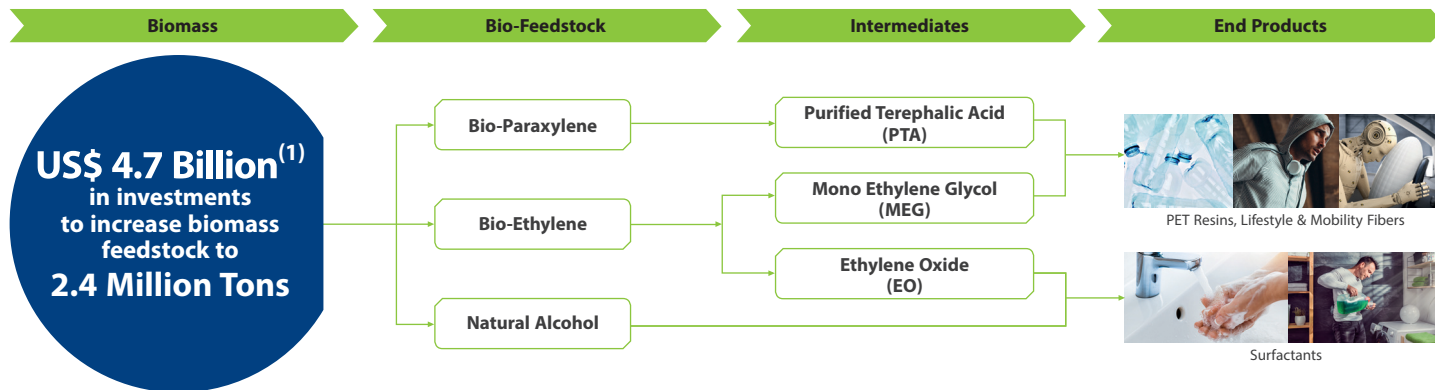 Biomass
Bio-Feedstock
Intermediates
End Products
US$ 4.7 Billion(1)
in investments
to increase biomass
feedstock to
2.4 Million Tons
Bio-Paraxylene
Bio-Ethylene
Natural Alcohol
Purified Terephalic Acid
(PTA)
Mono Ethylene Glycol
(MEG)
Ethylene Oxide
(EO)
PET Resins, Lifestyle & Mobility Fibers
Surfactants